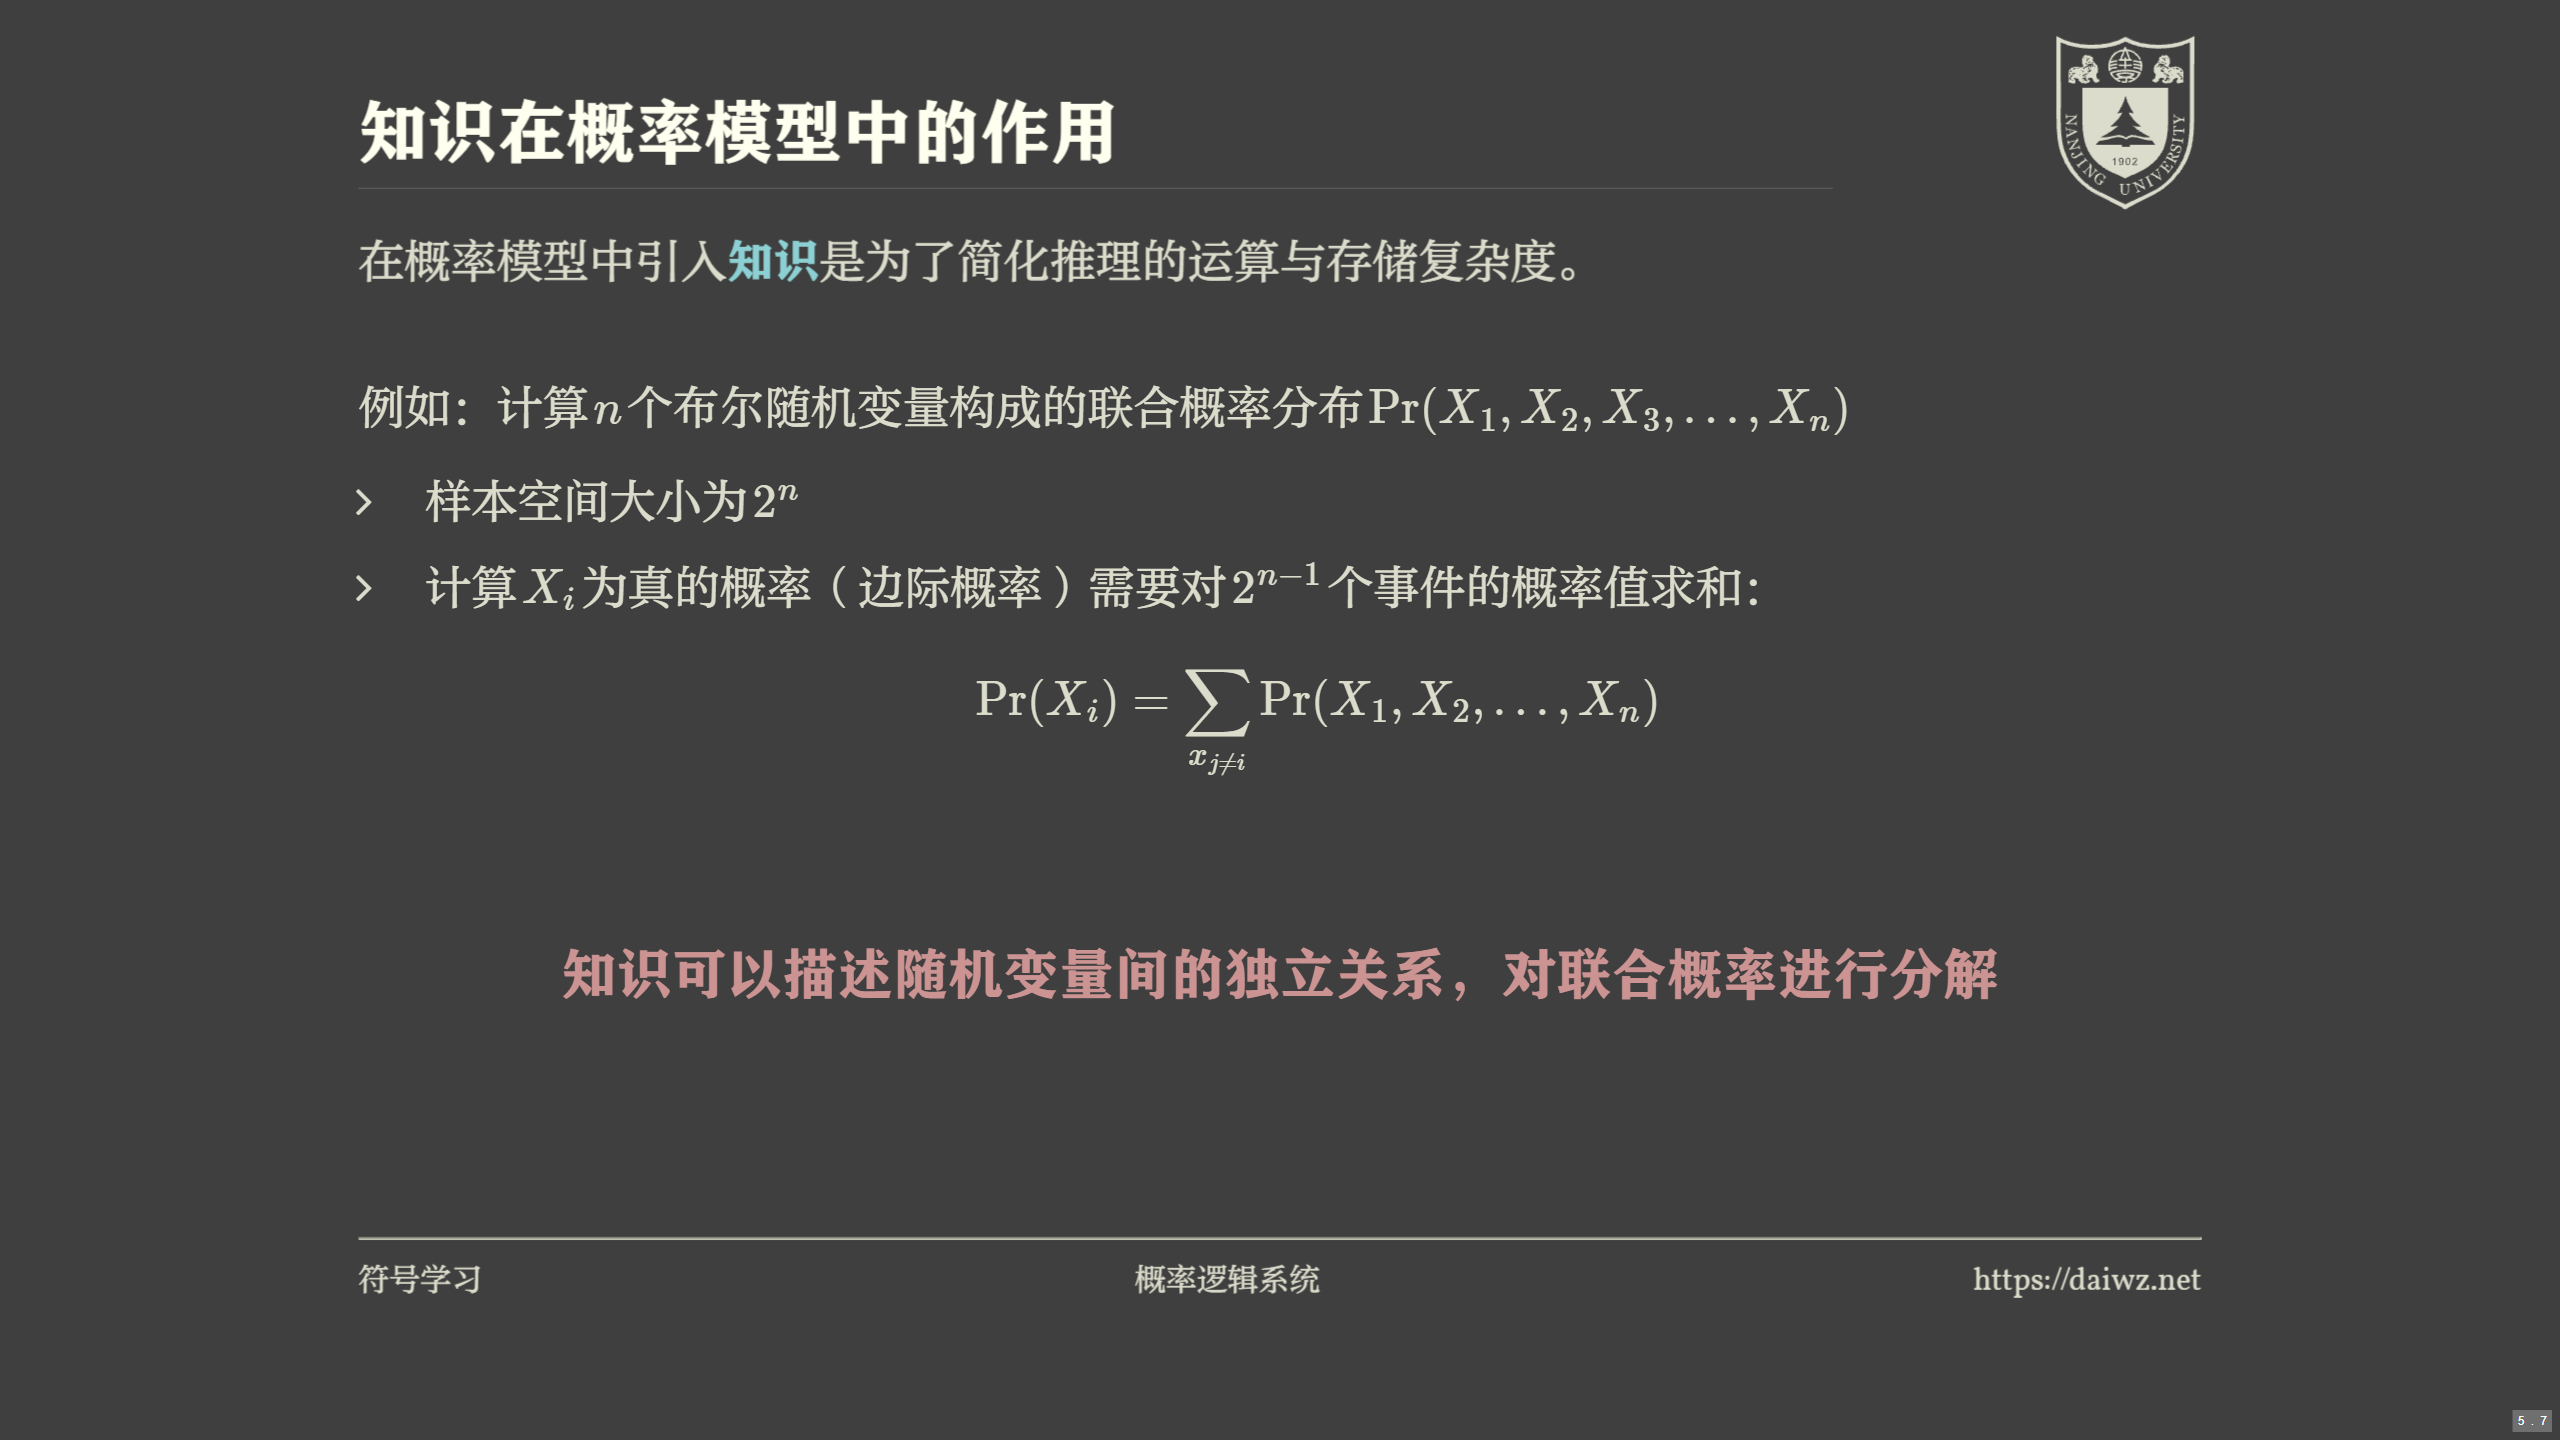 知识在概率模型中的作用
NANJING UNIVERSITY
1902
在概率模型中引入知识是为了简化推理的运算与存储复杂度。
例如：计算n个布尔随机变量构成的联合概率分布Pr(X₁, X₂, X₃, . . . , Xₙ)
样本空间大小为2ⁿ
计算Xᵢ为真的概率（边际概率）需要对2ⁿ⁻¹个事件的概率值求和：
Pr(Xᵢ) = ∑_{x_{j≠i}} Pr(X₁, X₂, . . . , Xₙ)
知识可以描述随机变量间的独立关系，对联合概率进行分解
符号学习
概率逻辑系统
https://daiwz.net
5 . 7